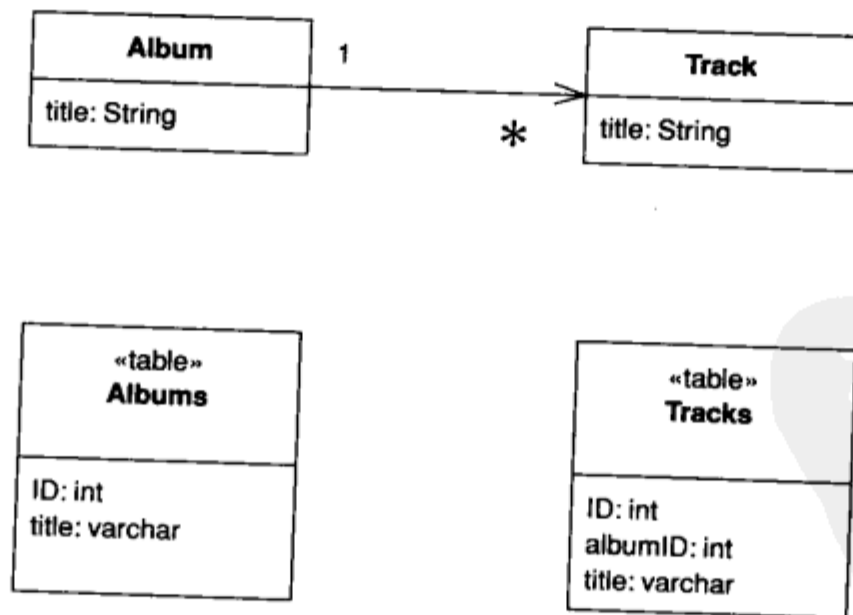 Album
title: String
1
*
Track
title: String
«table»
Albums
ID: int
title: varchar
«table»
Tracks
ID: int
albumID: int
title: varchar